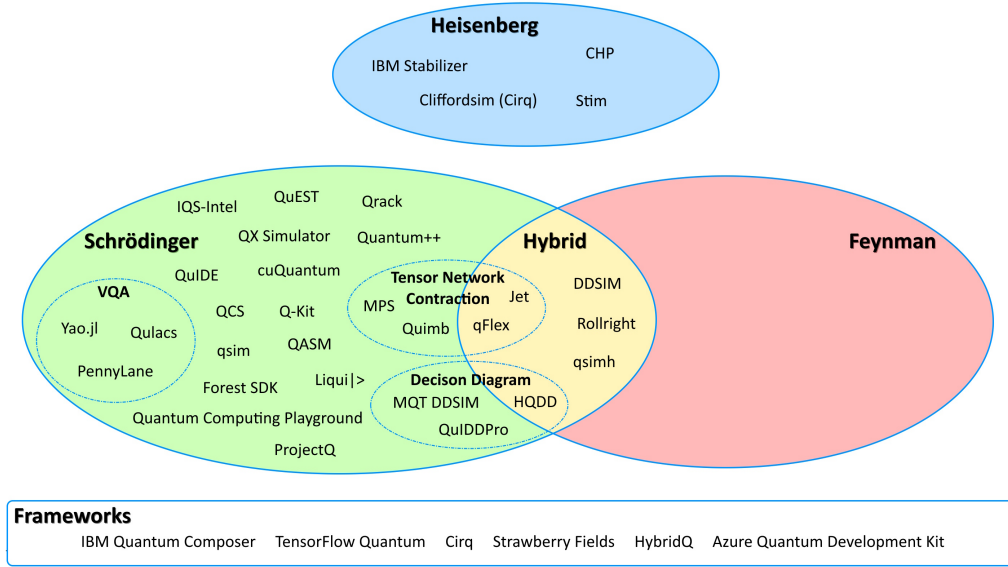 Heisenberg
CHP
IBM Stabilizer
Cliffordsim (Cirq)
Stim
QuEST
IQS-Intel
Qrack
Schrödinger
QX Simulator
Quantum++
Hybrid
Feynman
QuIDE
cuQuantum
Tensor Network
Contraction
VQA
MPS
Jet
DDSIM
QCS
Q-Kit
Yao.jl
Qulacs
Quimb
qFlex
Rollright
qsim
QASM
qsimh
PennyLane
Forest SDK
Liqui|>
Decison Diagram
MQT DDSIM
HQDD
Quantum Computing Playground
QuIDDPro
ProjectQ
Frameworks
IBM Quantum Composer TensorFlow Quantum Cirq Strawberry Fields HybridQ Azure Quantum Development Kit